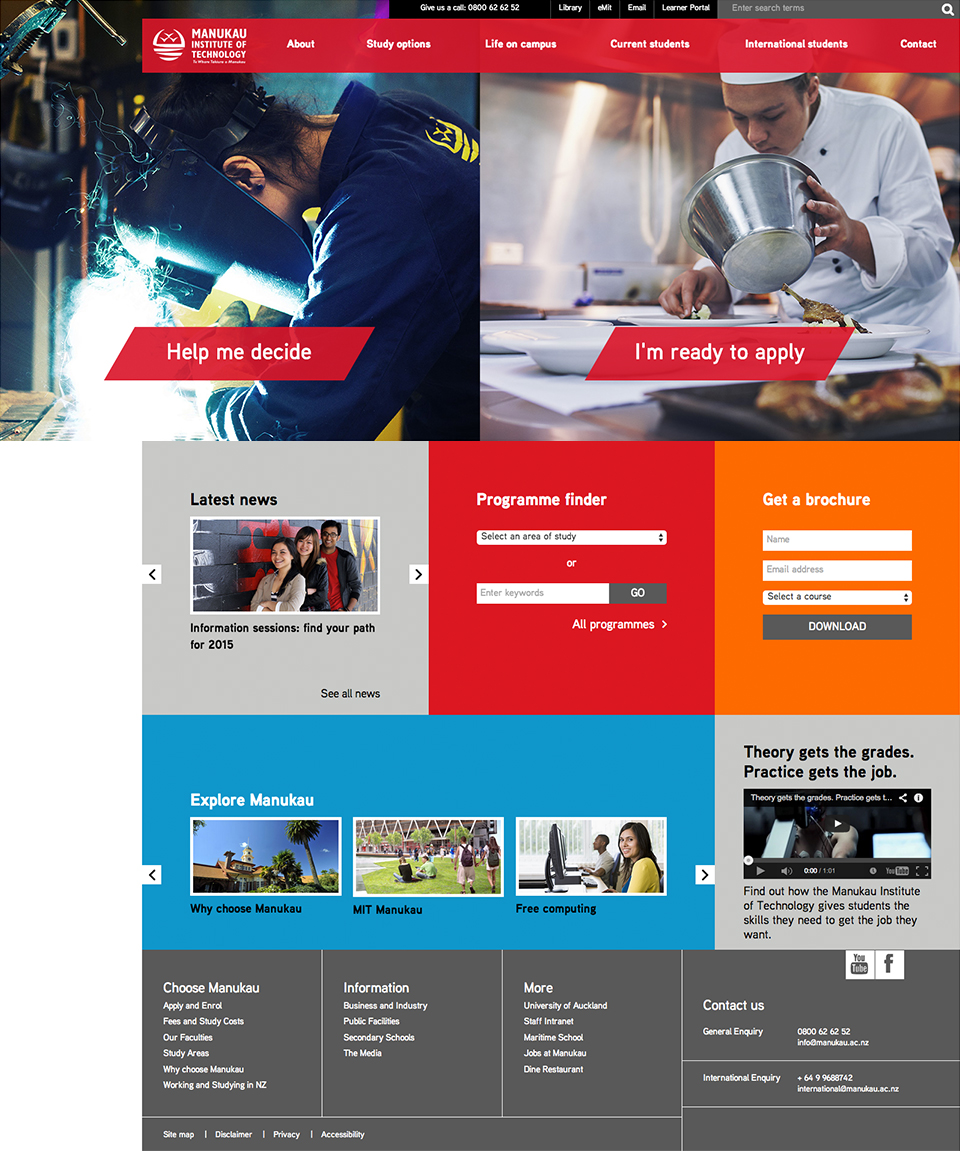 Give us a call: 0800 62 62 52
Library
eMit
Email
Learner Portal
Enter search terms
MANUKAU
INSTITUTE OF
TECHNOLOGY
Te Whare Takiura o Manukau
About
Study options
Life on campus
Current students
International students
Contact
Help me decide
I'm ready to apply
Latest news
Information sessions: find your path
for 2015
See all news
Programme finder
Select an area of study
or
Enter keywords
GO
All programmes
Get a brochure
Name
Email address
Select a course
DOWNLOAD
Explore Manukau
Why choose Manukau
MIT Manukau
Free computing
Theory gets the grades.
Practice gets the job.
Theory gets the grades. Practice gets t...
0:00 / 1:01
YouTube
Find out how the Manukau Institute
of Technology gives students the
skills they need to get the job they
want.
You
Tube
f
Choose Manukau
Apply and Enrol
Fees and Study Costs
Our Faculties
Study Areas
Why choose Manukau
Working and Studying in NZ
Information
Business and Industry
Public Facilities
Secondary Schools
The Media
More
University of Auckland
Staff Intranet
Maritime School
Jobs at Manukau
Dine Restaurant
Contact us
General Enquiry
0800 62 62 52
info@manukau.ac.nz
International Enquiry
+ 64 9 9688742
international@manukau.ac.nz
Site map | Disclaimer | Privacy | Accessibility